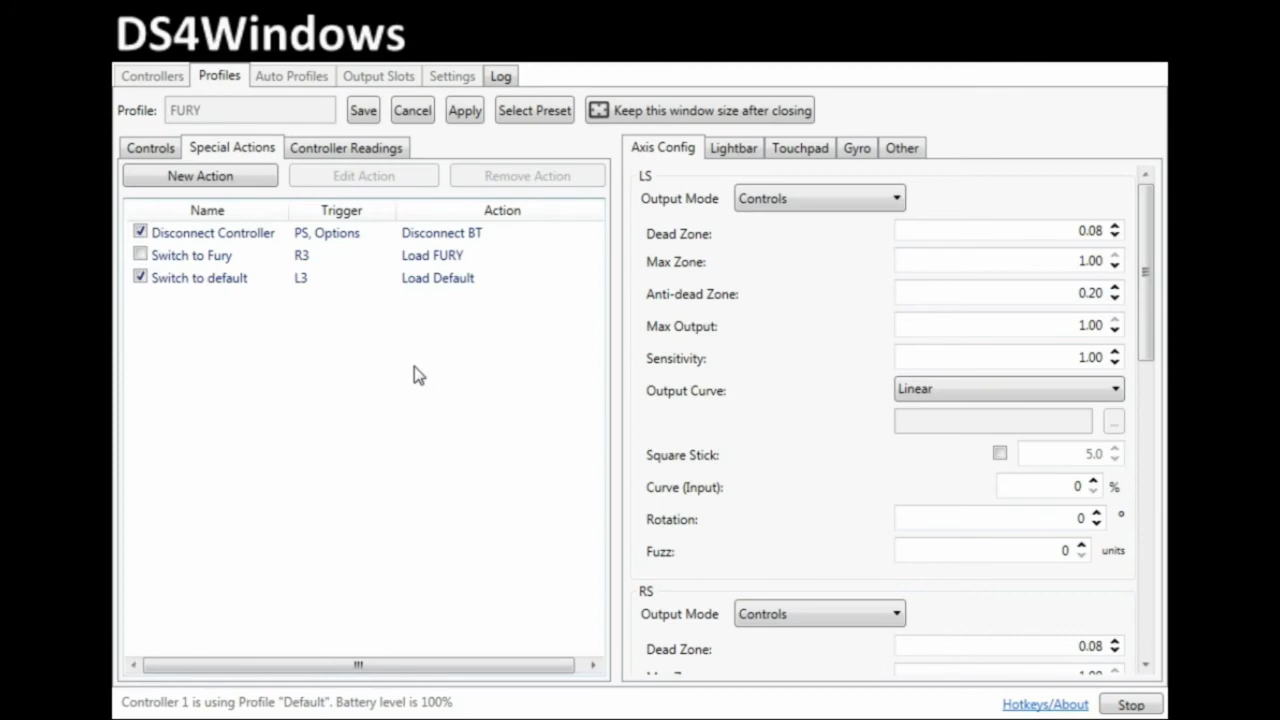 DS4Windows
Controllers Profiles Auto Profiles Output Slots Settings Log
Profile: FURY Save Cancel Apply Select Preset Keep this window size after closing
Controls Special Actions Controller Readings
New Action Edit Action Remove Action
Name Trigger Action
Disconnect Controller PS, Options Disconnect BT
Switch to Fury R3 Load FURY
Switch to default L3 Load Default
Axis Config Lightbar Touchpad Gyro Other
LS
Output Mode Controls
Dead Zone: 0.08
Max Zone: 1.00
Anti-dead Zone: 0.20
Max Output: 1.00
Sensitivity: 1.00
Output Curve: Linear
...
Square Stick: 5.0
Curve (Input): 0 %
Rotation: 0 °
Fuzz: 0 units
RS
Output Mode Controls
Dead Zone: 0.08
Controller 1 is using Profile "Default". Battery level is 100%
Hotkeys/About Stop